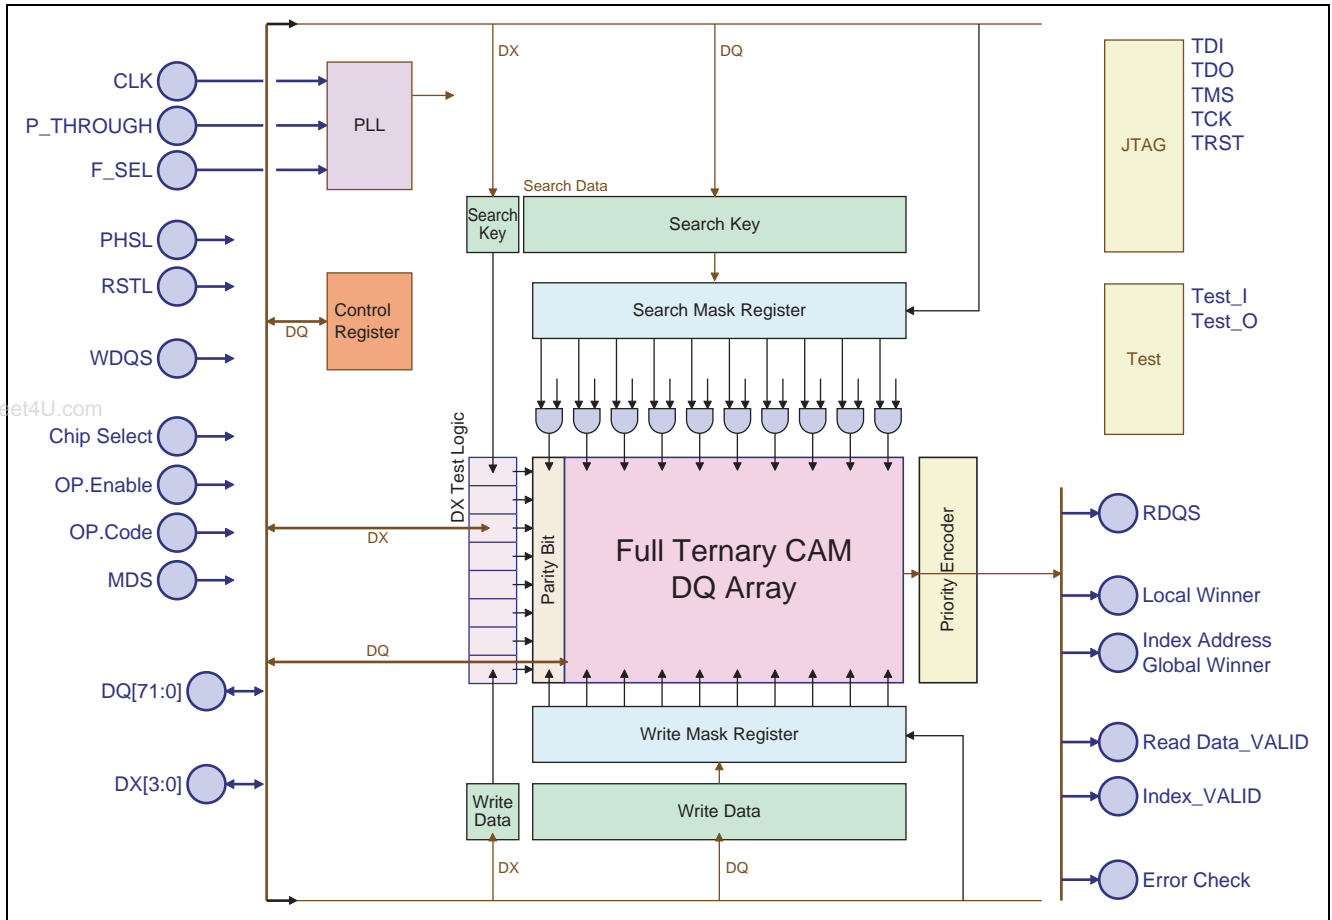 DX
DQ
CLK
P_THROUGH
F_SEL
PLL
JTAG
TDI
TDO
TMS
TCK
TRST
Search Data
Search
Key
Search Key
PHSL
RSTL
WDQS
Control
Register
DQ
Search Mask Register
Test
Test_I
Test_O
eet4U.com
Chip Select
OP.Enable
OP.Code
MDS
DX Test Logic
DX
Parity Bit
Full Ternary CAM
DQ Array
Priority Encoder
RDQS
Local Winner
Index Address
Global Winner
DQ
DQ[71:0]
DX[3:0]
Write Mask Register
Write
Data
Write Data
Read Data_VALID
Index_VALID
Error Check
DX
DQ